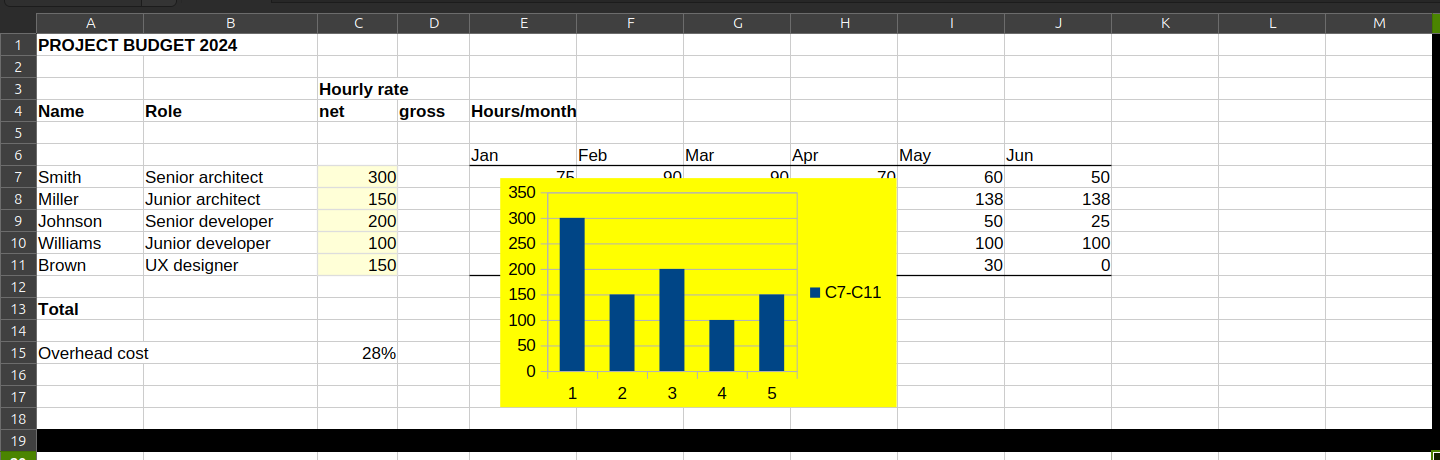 A B C D E F G H I J K L M
1 PROJECT BUDGET 2024
2
3 Hourly rate
4 Name Role net gross Hours/month
5
6 Jan Feb Mar Apr May Jun
7 Smith Senior architect 300 75 90 90 70 60 50
8 Miller Junior architect 150 138 138
9 Johnson Senior developer 200 50 25
10 Williams Junior developer 100 100 100
11 Brown UX designer 150 30 0
12
13 Total
14
15 Overhead cost 28%
16
17
18
19
350
300
250
200
150
100
50
0
1 2 3 4 5
C7-C11